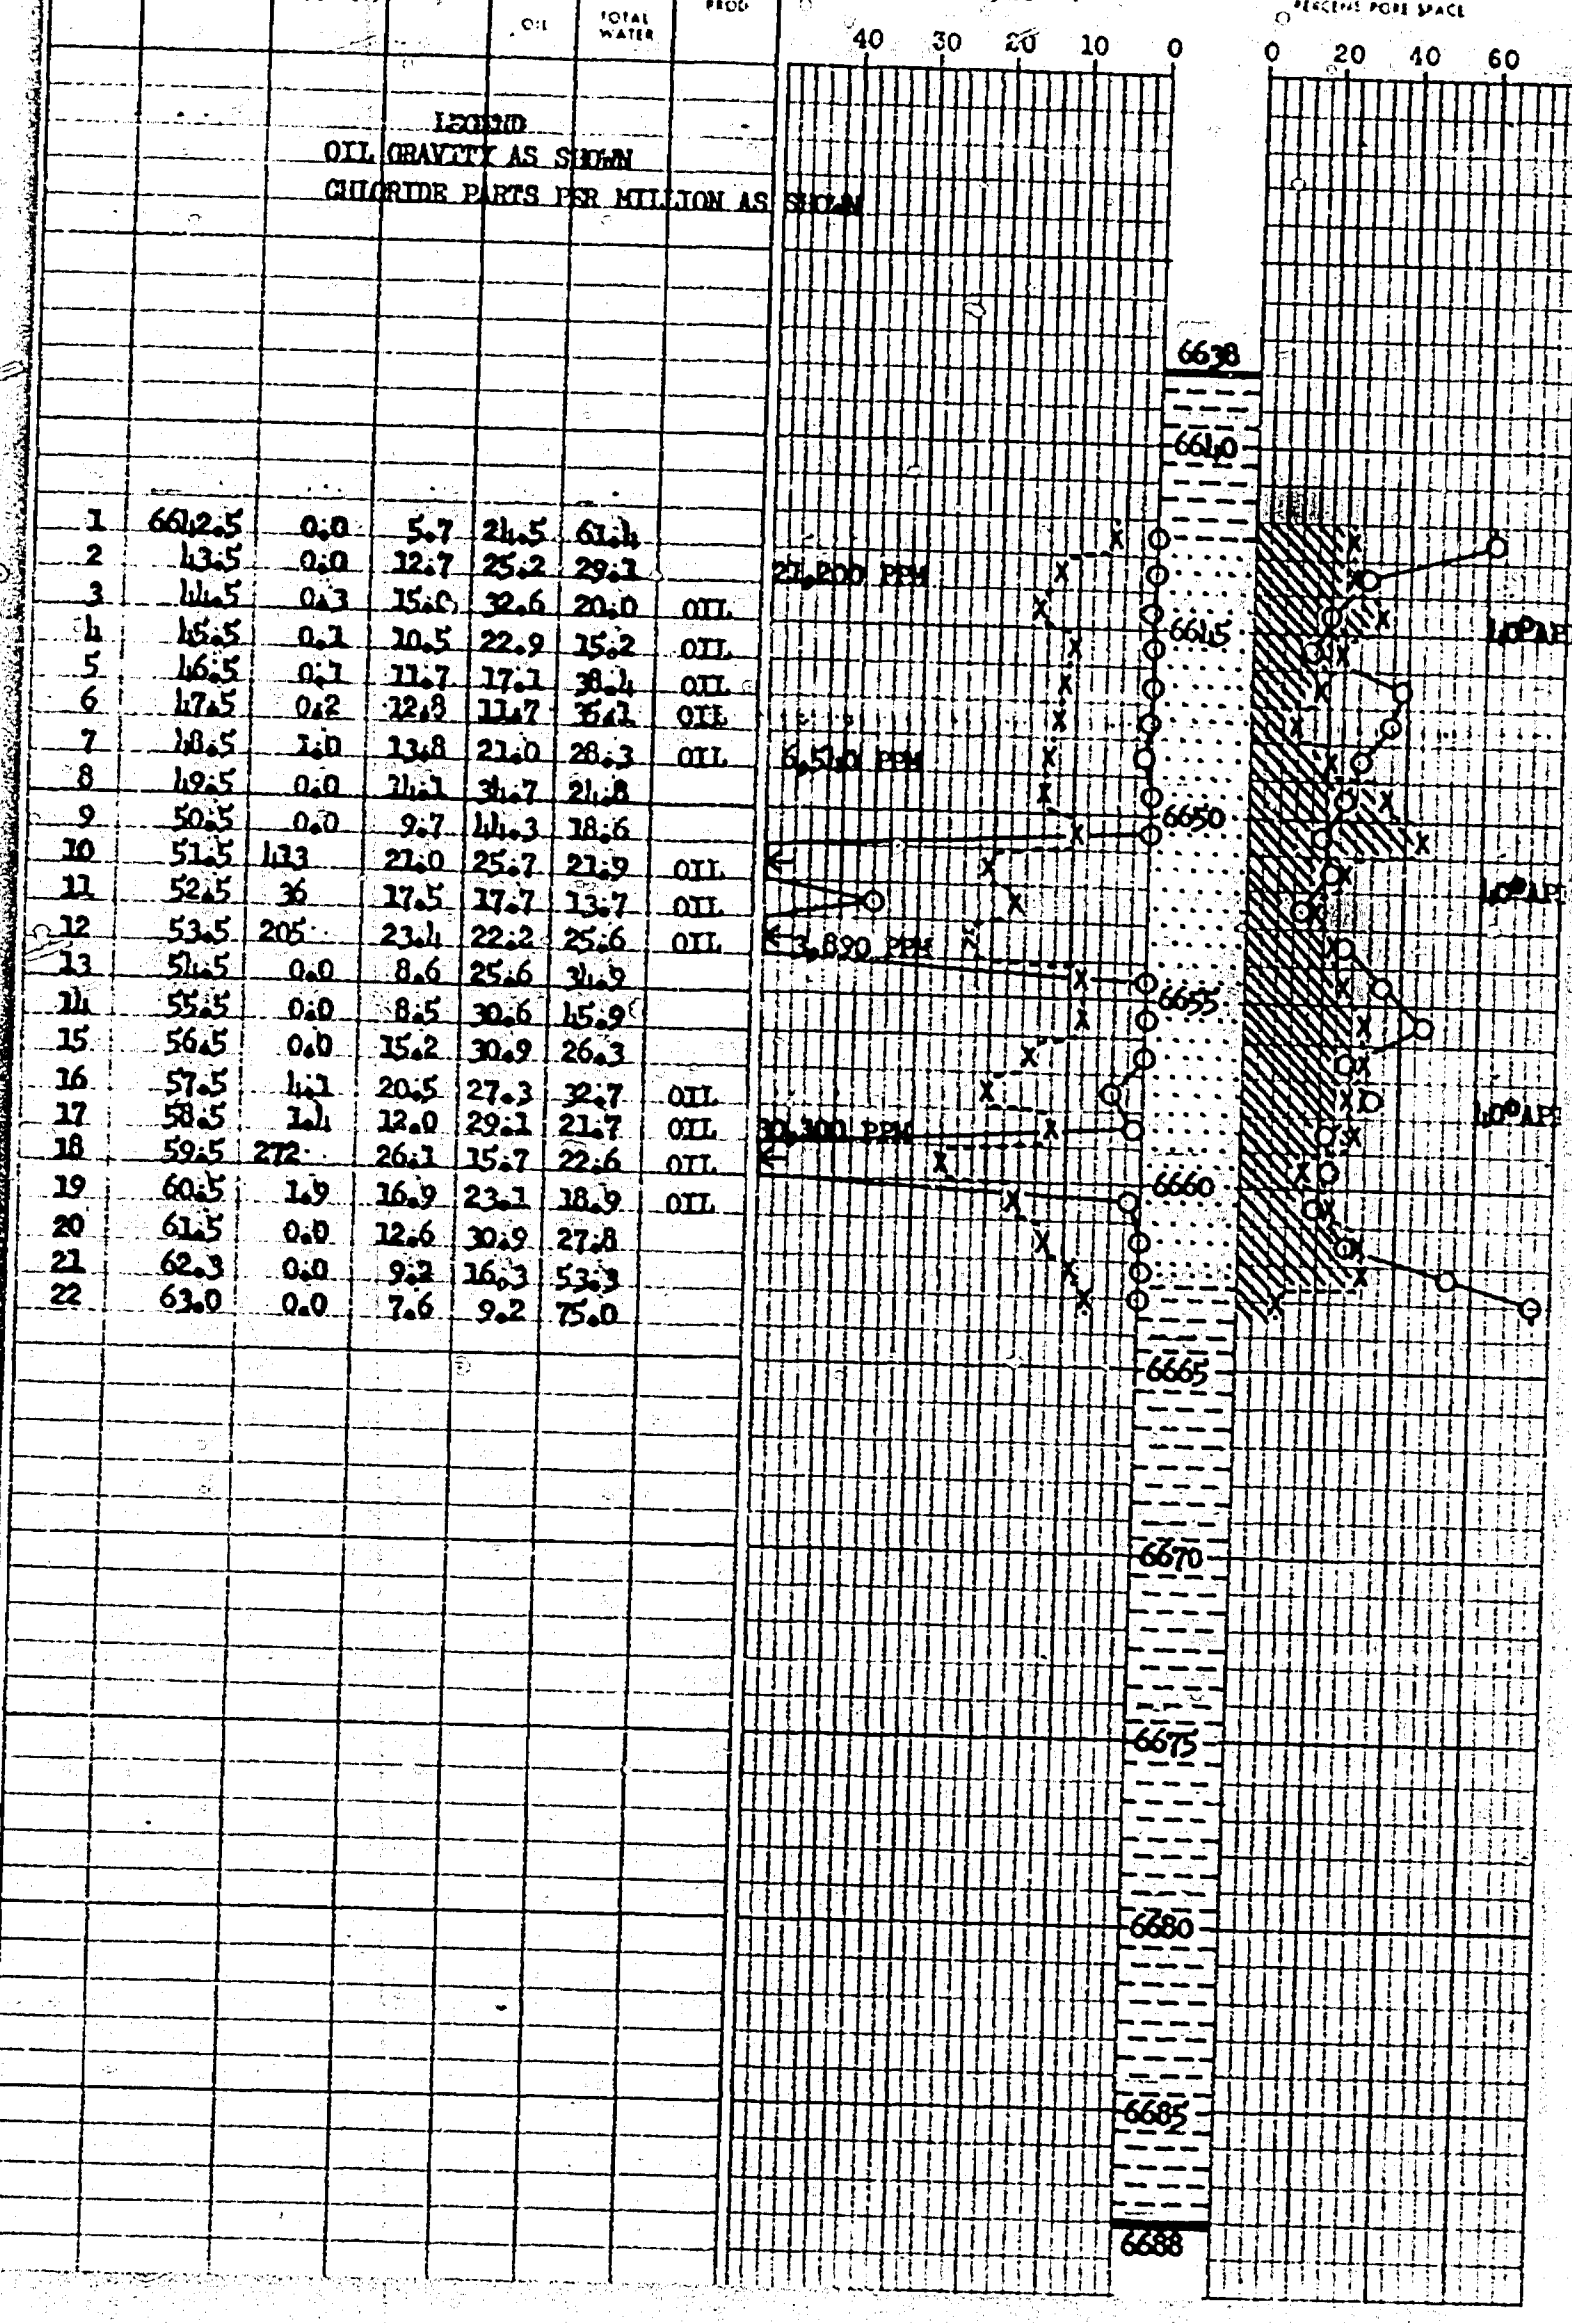 OIL TOTAL WATER PROD PERCENT PORE SPACE
40 30 20 10 0 0 20 40 60
LEGEND
OIL GRAVITY AS SHOWN
CHLORIDE PARTS PER MILLION AS SHOWN
6638
6640
1 6642.5 0.0 5.7 24.5 61.4
2 43.5 0.0 12.7 25.2 29.1 27,200 PPM
3 44.5 0.3 15.0 32.6 20.0 OIL 6645 40° AP
4 45.5 0.1 10.5 22.9 15.2 OIL
5 46.5 0.1 11.7 17.1 38.4 OIL
6 47.5 0.2 12.8 11.7 35.1 OIL
7 48.5 1.0 13.8 21.0 28.3 OIL 6,540 PPM
8 49.5 0.0 14.1 34.7 24.8
9 50.5 0.0 9.7 44.3 18.6 6650
10 51.5 413 21.0 25.7 21.9 OIL
11 52.5 36 17.5 17.7 13.7 OIL 40° AP
12 53.5 205 23.4 22.2 25.6 OIL 3,890 PPM
13 54.5 0.0 8.6 25.6 34.9 6655
14 55.5 0.0 8.5 30.6 45.9
15 56.5 0.0 15.2 30.9 26.3
16 57.5 4.1 20.5 27.3 32.7 OIL 40° AP
17 58.5 1.4 12.0 29.1 21.7 OIL 30,300 PPM
18 59.5 272 26.1 15.7 22.6 OIL
19 60.5 1.9 16.9 23.1 18.9 OIL 6660
20 61.5 0.0 12.6 30.9 27.8
21 62.3 0.0 9.2 16.3 53.3
22 63.0 0.0 7.6 9.2 75.0
6665
6670
6675
6680
6685
6688